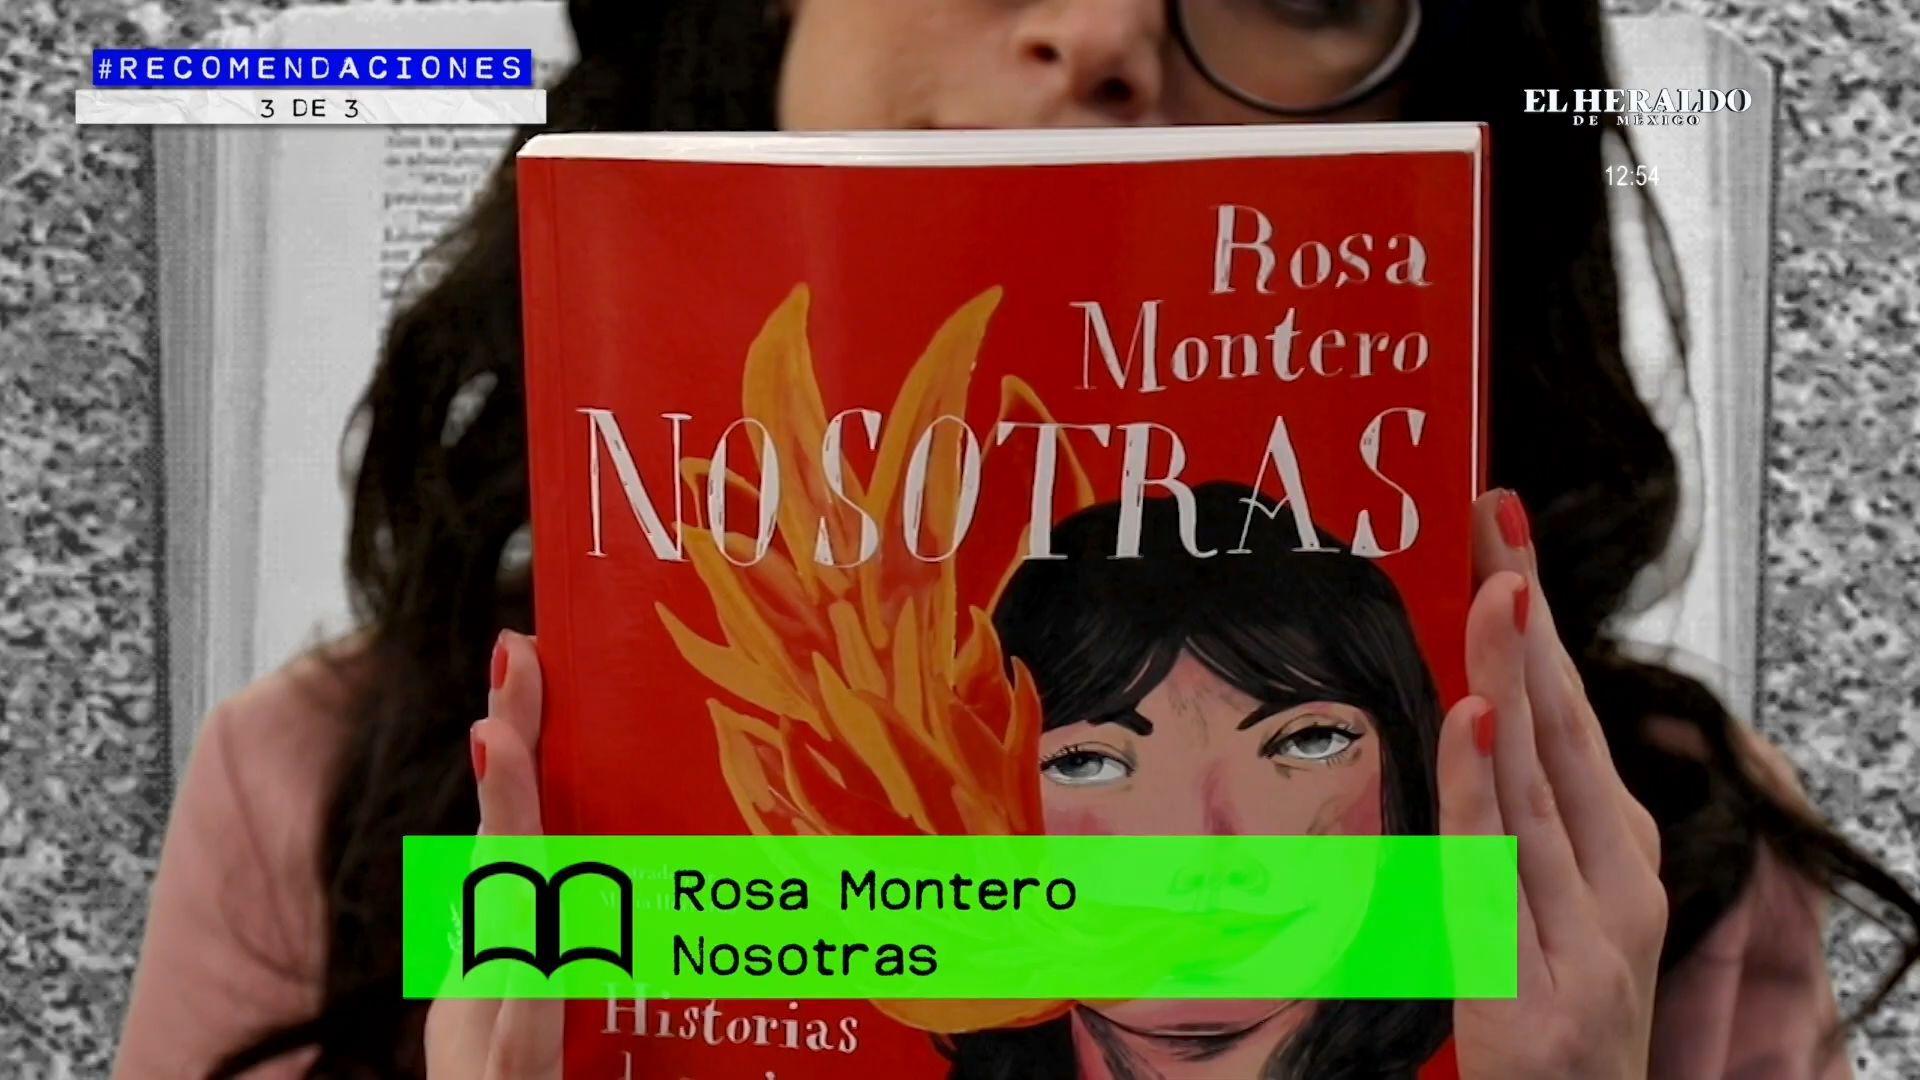 #RECOMENDACIONES
3 DE 3
EL HERALDO
DE MÉXICO
12:54
Rosa
Montero
NOSOTRAS
Rosa Montero
Nosotras
Historias